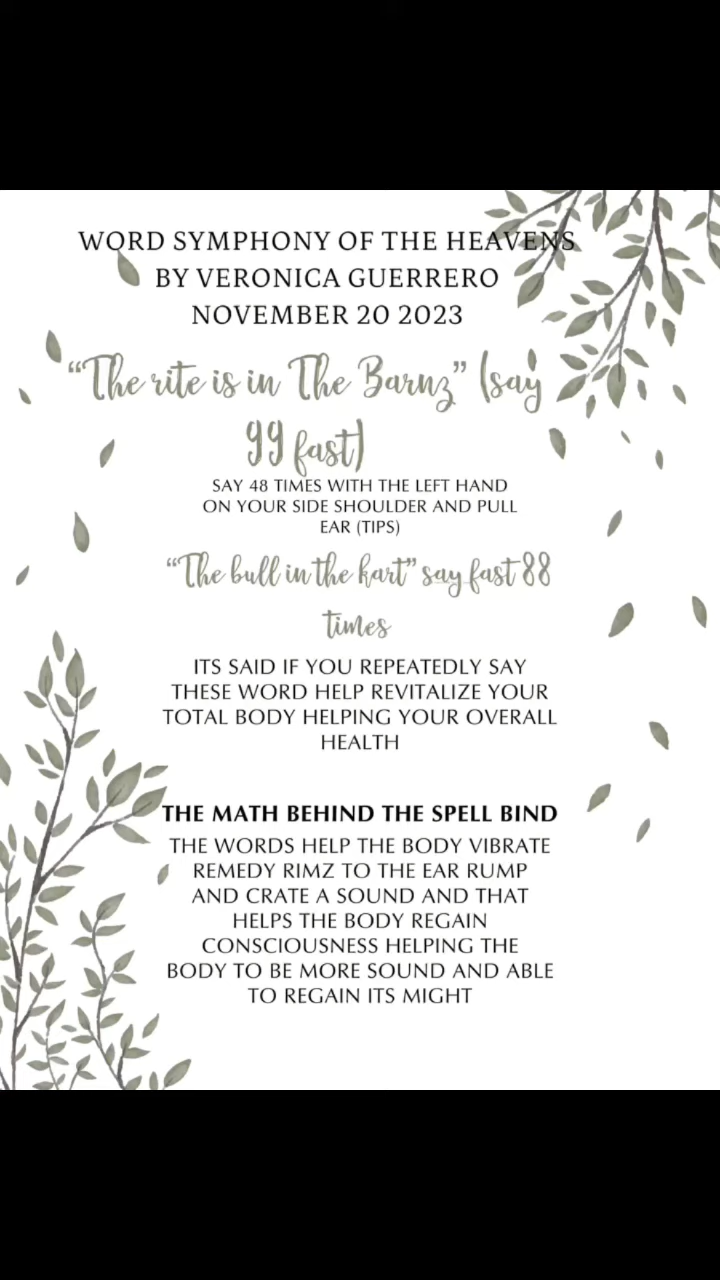 WORD SYMPHONY OF THE HEAVENS
BY VERONICA GUERRERO
NOVEMBER 20 2023
"The rite is in The Barnz" (say
99 fast)
SAY 48 TIMES WITH THE LEFT HAND
ON YOUR SIDE SHOULDER AND PULL
EAR (TIPS)
"The bull in the kart" say fast 88
times
ITS SAID IF YOU REPEATEDLY SAY
THESE WORD HELP REVITALIZE YOUR
TOTAL BODY HELPING YOUR OVERALL
HEALTH
THE MATH BEHIND THE SPELL BIND
THE WORDS HELP THE BODY VIBRATE
REMEDY RIMZ TO THE EAR RUMP
AND CRATE A SOUND AND THAT
HELPS THE BODY REGAIN
CONSCIOUSNESS HELPING THE
BODY TO BE MORE SOUND AND ABLE
TO REGAIN ITS MIGHT